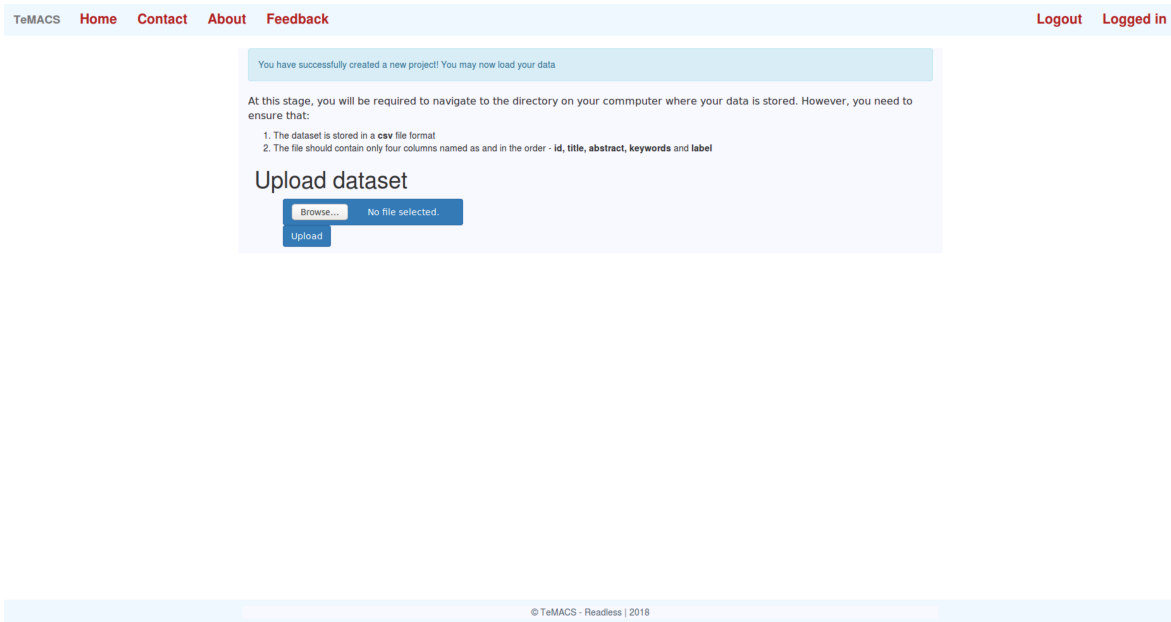 TeMACS Home Contact About Feedback Logout Logged in
You have successfully created a new project! You may now load your data
At this stage, you will be required to navigate to the directory on your commputer where your data is stored. However, you need to
ensure that:
1. The dataset is stored in a csv file format
2. The file should contain only four columns named as and in the order - id, title, abstract, keywords and label
Upload dataset
Browse... No file selected.
Upload
© TeMACS - Readless | 2018